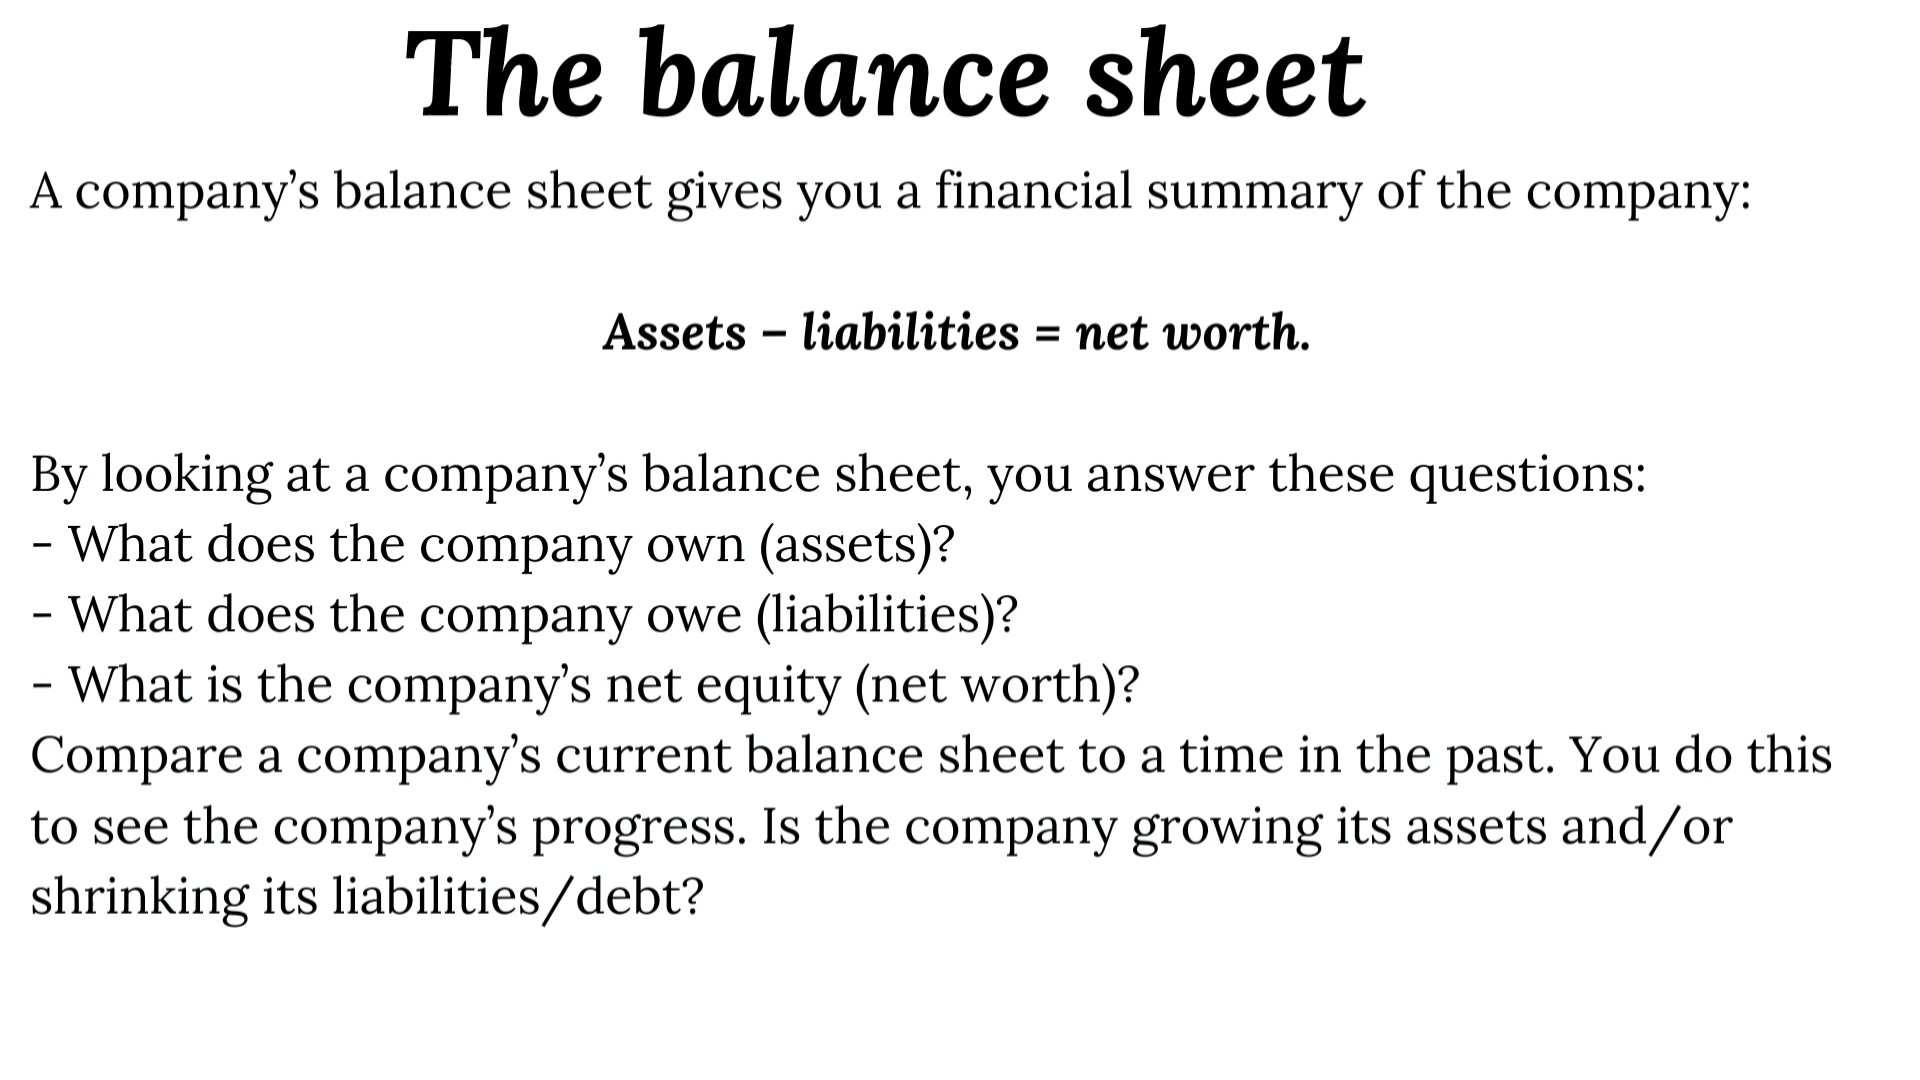 The balance sheet
A company’s balance sheet gives you a financial summary of the company:
Assets – liabilities = net worth.
By looking at a company’s balance sheet, you answer these questions:
- What does the company own (assets)?
- What does the company owe (liabilities)?
- What is the company’s net equity (net worth)?
Compare a company’s current balance sheet to a time in the past. You do this
to see the company’s progress. Is the company growing its assets and/or
shrinking its liabilities/debt?